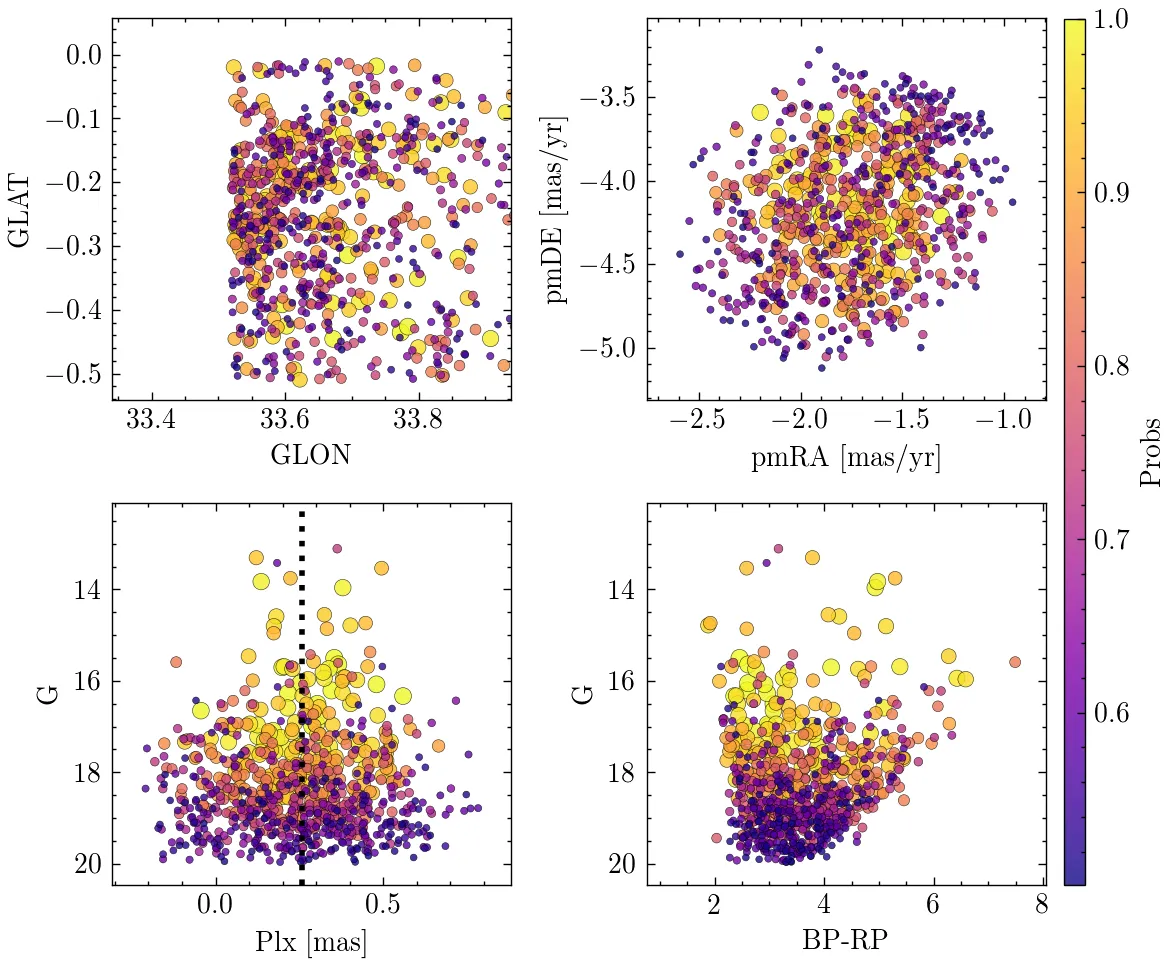 0.0
−0.1
−0.2
−0.3
−0.4
−0.5
GLAT
33.4 33.6 33.8
GLON
−3.5
−4.0
−4.5
−5.0
pmDE [mas/yr]
−2.5 −2.0 −1.5 −1.0
pmRA [mas/yr]
1.0
0.9
0.8
0.7
0.6
Probs
14
16
18
20
G
0.0 0.5
Plx [mas]
14
16
18
20
G
2 4 6 8
BP-RP